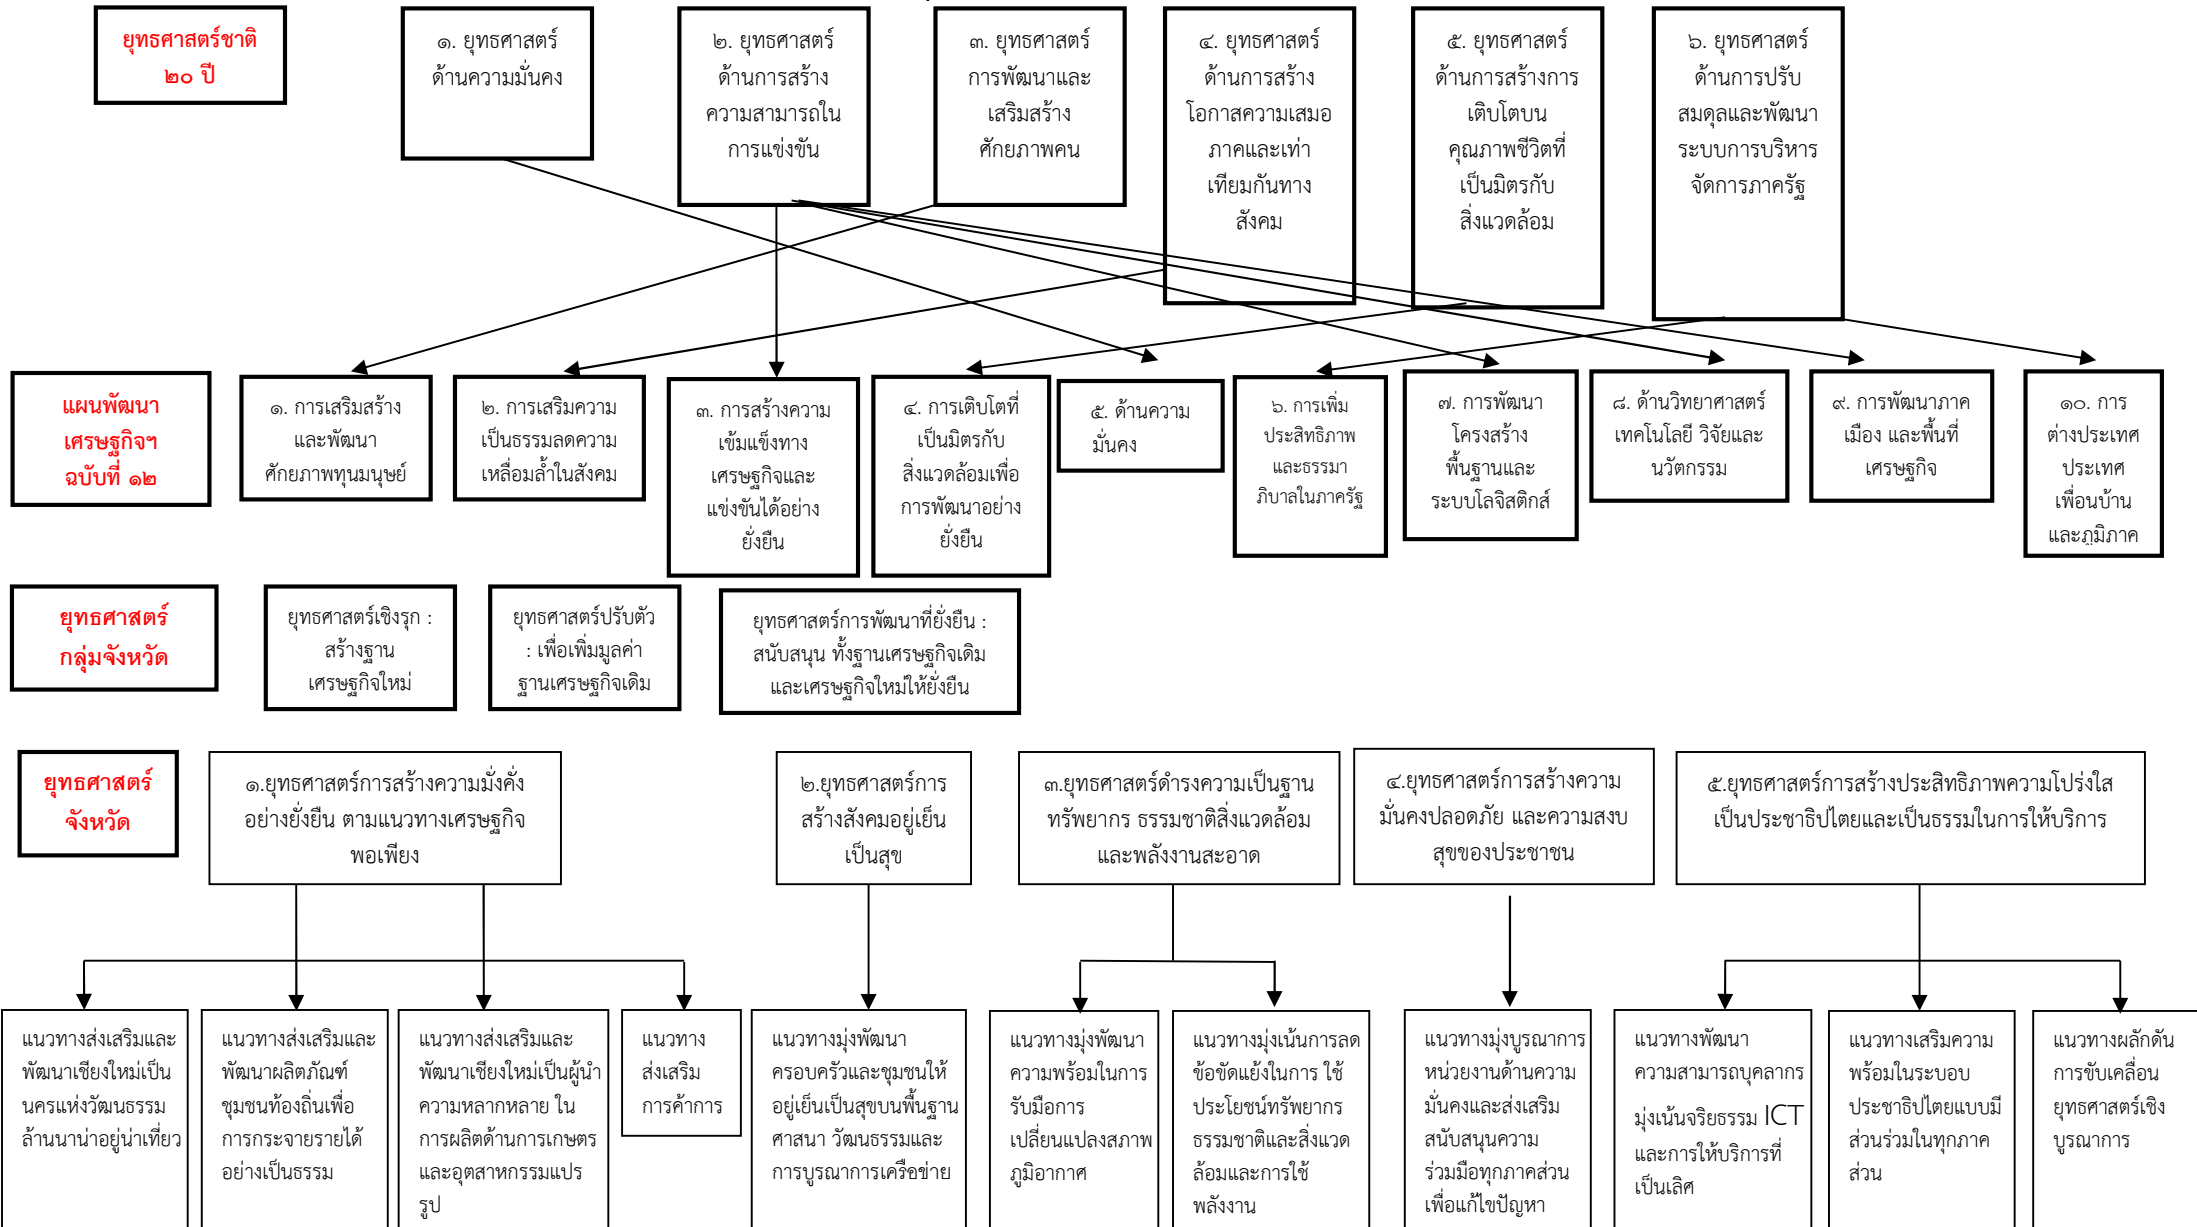 ยุทธศาสตร์ชาติ
๒๐ ปี
๑. ยุทธศาสตร์
ด้านความมั่นคง
๒. ยุทธศาสตร์
ด้านการสร้าง
ความสามารถใน
การแข่งขัน
๓. ยุทธศาสตร์
การพัฒนาและ
เสริมสร้าง
ศักยภาพคน
๔. ยุทธศาสตร์
ด้านการสร้าง
โอกาสความเสมอ
ภาคและเท่า
เทียมกันทาง
สังคม
๕. ยุทธศาสตร์
ด้านการสร้างการ
เติบโตบน
คุณภาพชีวิตที่
เป็นมิตรกับ
สิ่งแวดล้อม
๖. ยุทธศาสตร์
ด้านการปรับ
สมดุลและพัฒนา
ระบบการบริหาร
จัดการภาครัฐ
แผนพัฒนา
เศรษฐกิจฯ
ฉบับที่ ๑๒
๑. การเสริมสร้าง
และพัฒนา
ศักยภาพทุนมนุษย์
๒. การเสริมความ
เป็นธรรมลดความ
เหลื่อมล้ำในสังคม
๓. การสร้างความ
เข้มแข็งทาง
เศรษฐกิจและ
แข่งขันได้อย่าง
ยั่งยืน
๔. การเติบโตที่
เป็นมิตรกับ
สิ่งแวดล้อมเพื่อ
การพัฒนาอย่าง
ยั่งยืน
๕. ด้านความ
มั่นคง
๖. การเพิ่ม
ประสิทธิภาพ
และธรรมา
ภิบาลในภาครัฐ
๗. การพัฒนา
โครงสร้าง
พื้นฐานและ
ระบบโลจิสติกส์
๘. ด้านวิทยาศาสตร์
เทคโนโลยี วิจัยและ
นวัตกรรม
๙. การพัฒนาภาค
เมือง และพื้นที่
เศรษฐกิจ
๑๐. การ
ต่างประเทศ
ประเทศ
เพื่อนบ้าน
และภูมิภาค
ยุทธศาสตร์
กลุ่มจังหวัด
ยุทธศาสตร์เชิงรุก :
สร้างฐาน
เศรษฐกิจใหม่
ยุทธศาสตร์ปรับตัว
: เพื่อเพิ่มมูลค่า
ฐานเศรษฐกิจเดิม
ยุทธศาสตร์การพัฒนาที่ยั่งยืน :
สนับสนุน ทั้งฐานเศรษฐกิจเดิม
และเศรษฐกิจใหม่ให้ยั่งยืน
ยุทธศาสตร์
จังหวัด
๑.ยุทธศาสตร์การสร้างความมั่งคั่ง
อย่างยั่งยืน ตามแนวทางเศรษฐกิจ
พอเพียง
๒.ยุทธศาสตร์การ
สร้างสังคมอยู่เย็น
เป็นสุข
๓.ยุทธศาสตร์ดำรงความเป็นฐาน
ทรัพยากร ธรรมชาติสิ่งแวดล้อม
และพลังงานสะอาด
๔.ยุทธศาสตร์การสร้างความ
มั่นคงปลอดภัย และความสงบ
สุขของประชาชน
๕.ยุทธศาสตร์การสร้างประสิทธิภาพความโปร่งใส
เป็นประชาธิปไตยและเป็นธรรมในการให้บริการ
แนวทางส่งเสริมและ
พัฒนาเชียงใหม่เป็น
นครแห่งวัฒนธรรม
ล้านนาน่าอยู่น่าเที่ยว
แนวทางส่งเสริมและ
พัฒนาผลิตภัณฑ์
ชุมชนท้องถิ่นเพื่อ
การกระจายรายได้
อย่างเป็นธรรม
แนวทางส่งเสริมและ
พัฒนาเชียงใหม่เป็นผู้นำ
ความหลากหลาย ใน
การผลิตด้านการเกษตร
และอุตสาหกรรมแปร
รูป
แนวทาง
ส่งเสริม
การค้าการ
แนวทางมุ่งพัฒนา
ครอบครัวและชุมชนให้
อยู่เย็นเป็นสุขบนพื้นฐาน
ศาสนา วัฒนธรรมและ
การบูรณาการเครือข่าย
แนวทางมุ่งพัฒนา
ความพร้อมในการ
รับมือการ
เปลี่ยนแปลงสภาพ
ภูมิอากาศ
แนวทางมุ่งเน้นการลด
ข้อขัดแย้งในการ ใช้
ประโยชน์ทรัพยากร
ธรรมชาติและสิ่งแวด
ล้อมและการใช้
พลังงาน
แนวทางมุ่งบูรณาการ
หน่วยงานด้านความ
มั่นคงและส่งเสริม
สนับสนุนความ
ร่วมมือทุกภาคส่วน
เพื่อแก้ไขปัญหา
แนวทางพัฒนา
ความสามารถบุคลากร
มุ่งเน้นจริยธรรม ICT
และการให้บริการที่
เป็นเลิศ
แนวทางเสริมความ
พร้อมในระบอบ
ประชาธิปไตยแบบมี
ส่วนร่วมในทุกภาค
ส่วน
แนวทางผลักดัน
การขับเคลื่อน
ยุทธศาสตร์เชิง
บูรณาการ